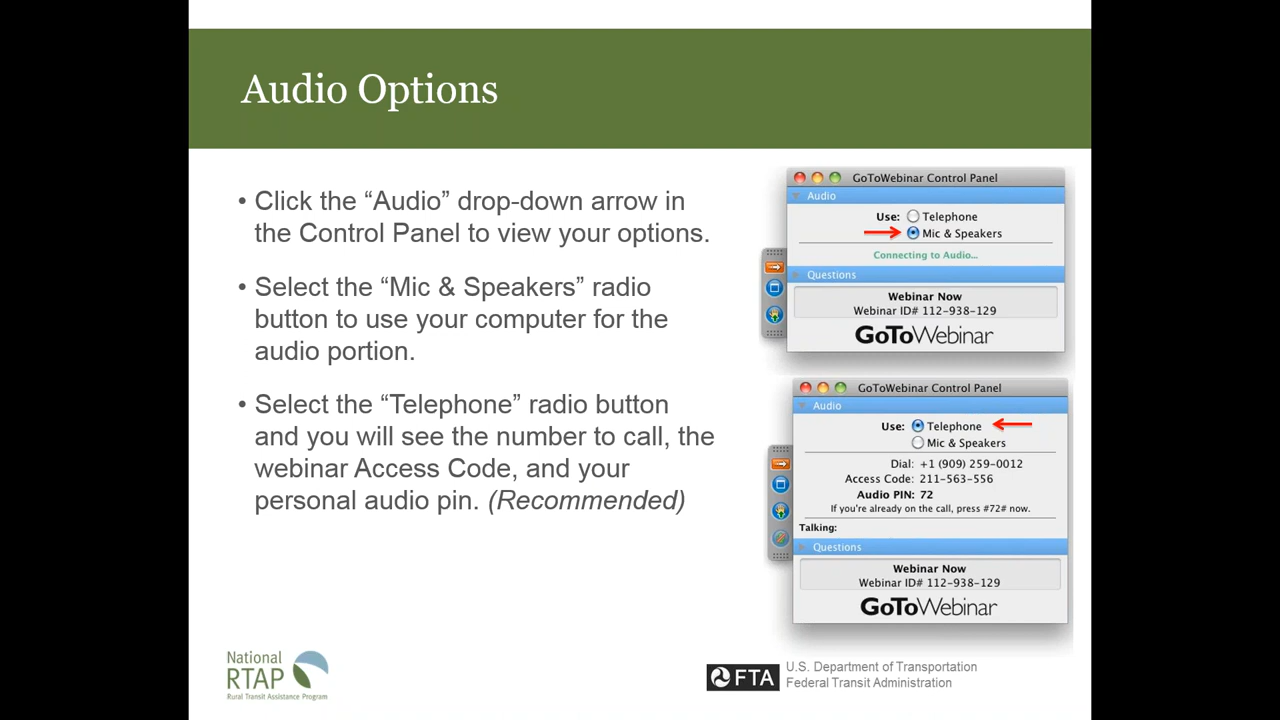 Audio Options
• Click the “Audio” drop-down arrow in
the Control Panel to view your options.
• Select the “Mic & Speakers” radio
button to use your computer for the
audio portion.
• Select the “Telephone” radio button
and you will see the number to call, the
webinar Access Code, and your
personal audio pin. (Recommended)
GoToWebinar Control Panel
Audio
Use: Telephone
Mic & Speakers
Connecting to Audio...
Questions
Webinar Now
Webinar ID# 112-938-129
GoToWebinar
GoToWebinar Control Panel
Audio
Use: Telephone
Mic & Speakers
Dial: +1 (909) 259-0012
Access Code: 211-563-556
Audio PIN: 72
If you're already on the call, press #72# now.
Talking:
Questions
Webinar Now
Webinar ID# 112-938-129
GoToWebinar
National
RTAP
Rural Transit Assistance Program
FTA
U.S. Department of Transportation
Federal Transit Administration